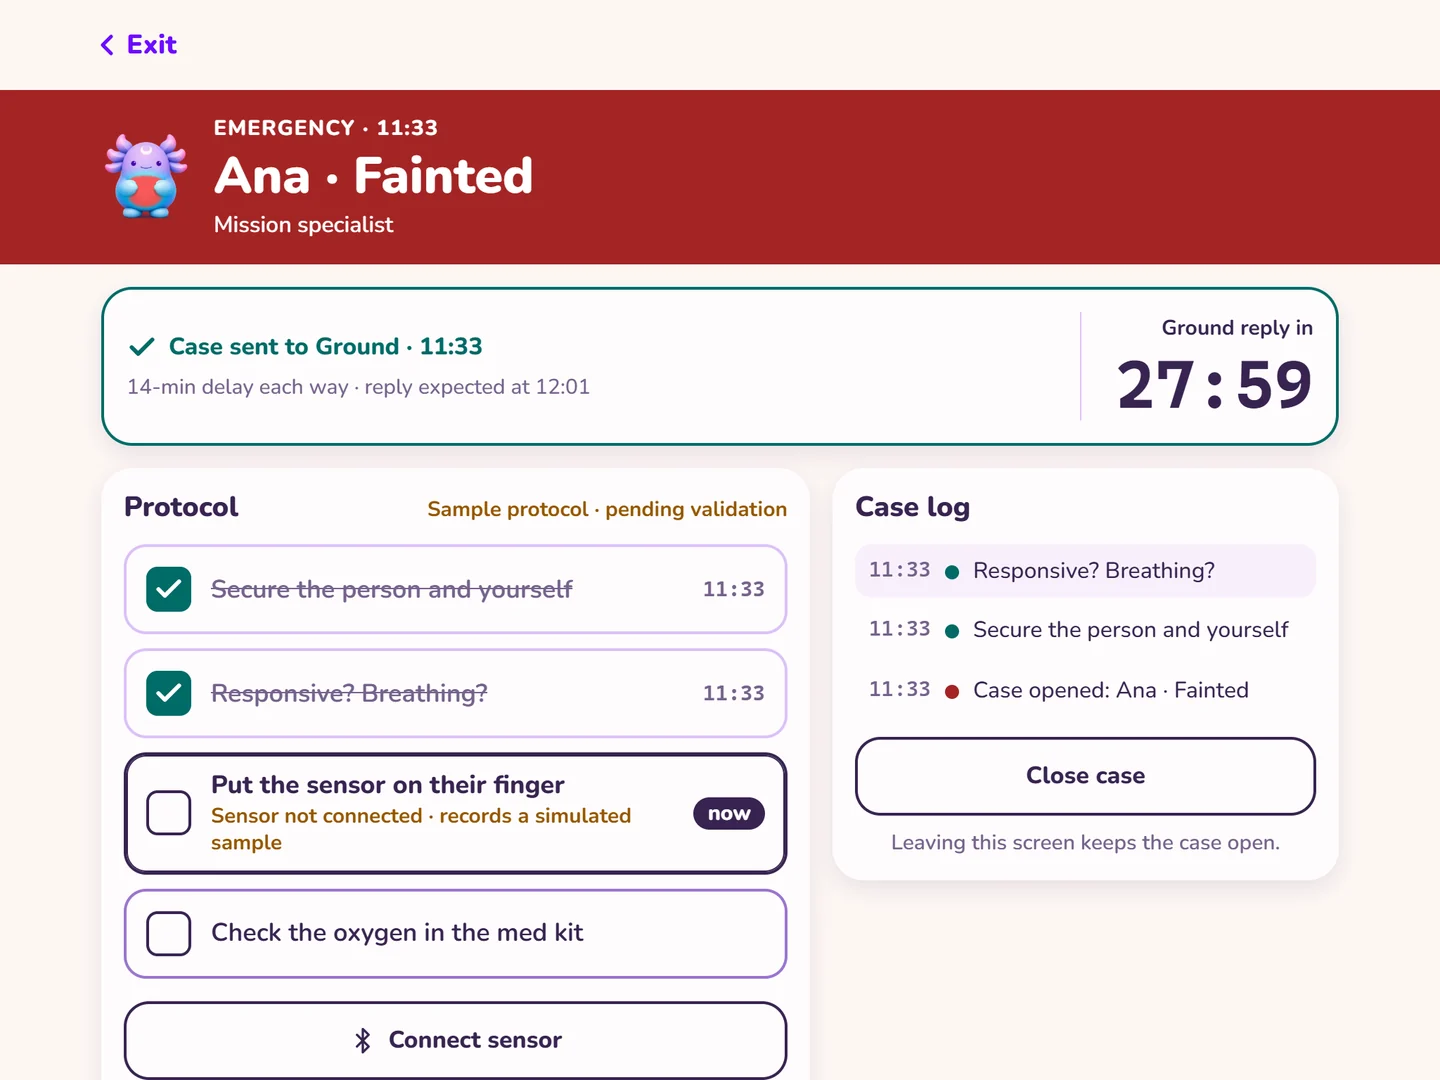 Exit
EMERGENCY · 11:33
Ana · Fainted
Mission specialist
Case sent to Ground · 11:33
14-min delay each way · reply expected at 12:01
Ground reply in
27:59
Protocol
Sample protocol · pending validation
Secure the person and yourself 11:33
Responsive? Breathing? 11:33
Put the sensor on their finger
Sensor not connected · records a simulated
sample
now
Check the oxygen in the med kit
Connect sensor
Case log
11:33 Responsive? Breathing?
11:33 Secure the person and yourself
11:33 Case opened: Ana · Fainted
Close case
Leaving this screen keeps the case open.